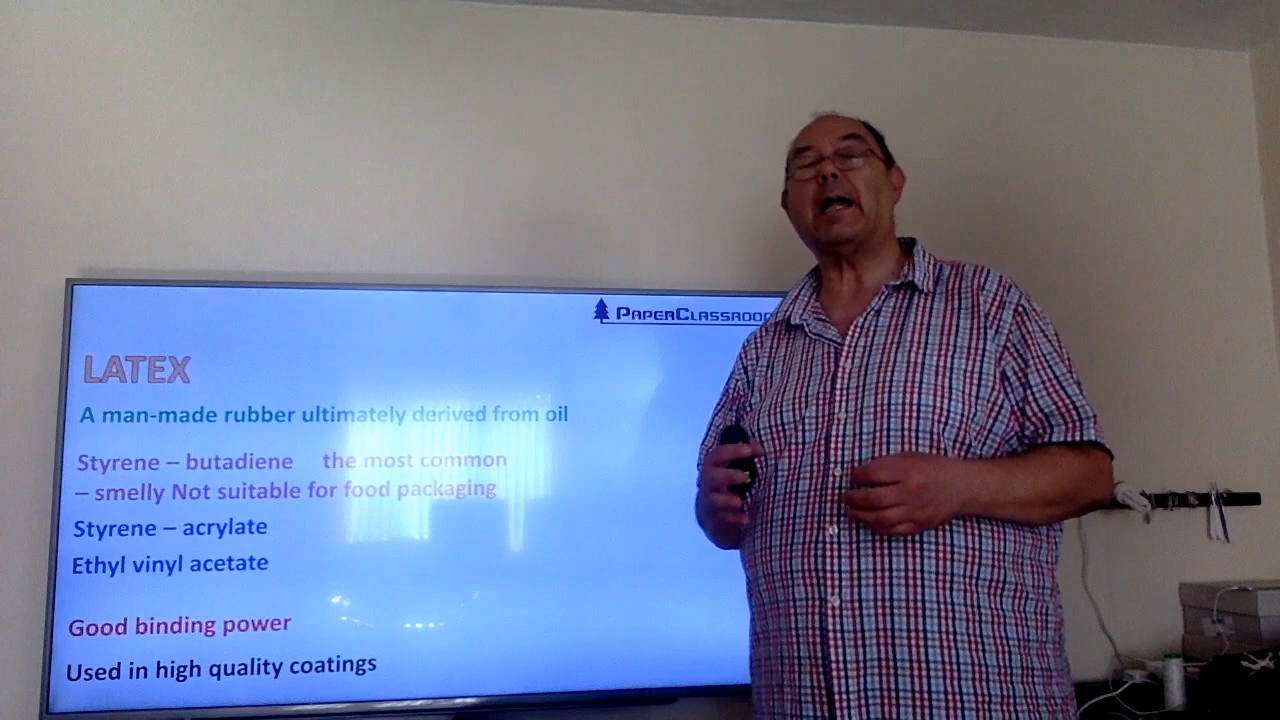 PAPERCLASSROO
LATEX
A man-made rubber ultimately derived from oil
Styrene – butadiene the most common
– smelly Not suitable for food packaging
Styrene – acrylate
Ethyl vinyl acetate
Good binding power
Used in high quality coatings